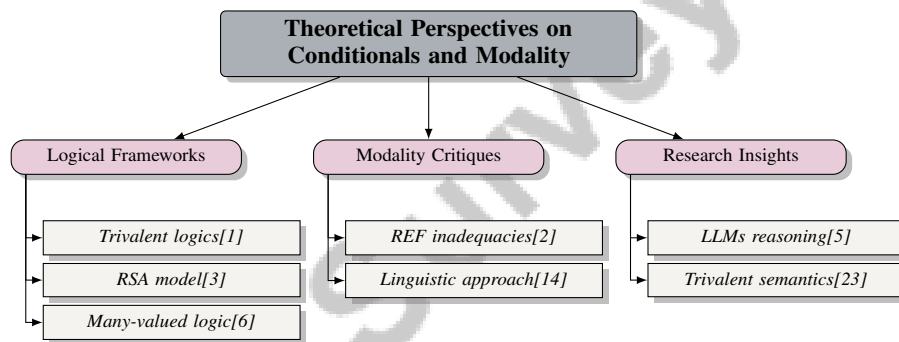 Theoretical Perspectives on
Conditionals and Modality
Logical Frameworks
Modality Critiques
Research Insights
Trivalent logics[1]
REF inadequacies[2]
LLMs reasoning[5]
RSA model[3]
Linguistic approach[14]
Trivalent semantics[23]
Many-valued logic[6]
Survey